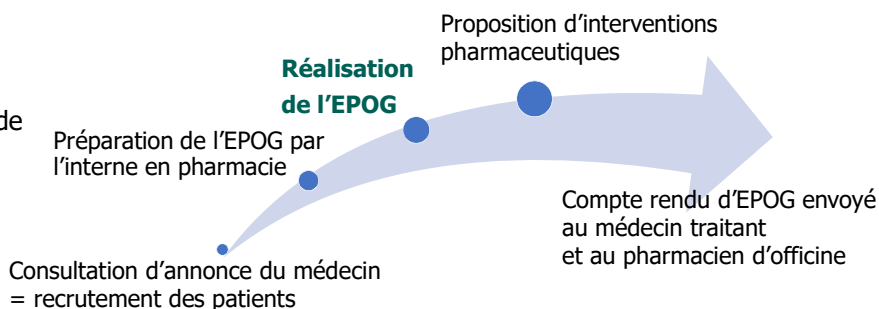 Proposition d’interventions
pharmaceutiques
Réalisation
de l’EPOG
de
Préparation de l’EPOG par
l’interne en pharmacie
Compte rendu d’EPOG envoyé
au médecin traitant
et au pharmacien d’officine
Consultation d’annonce du médecin
= recrutement des patients